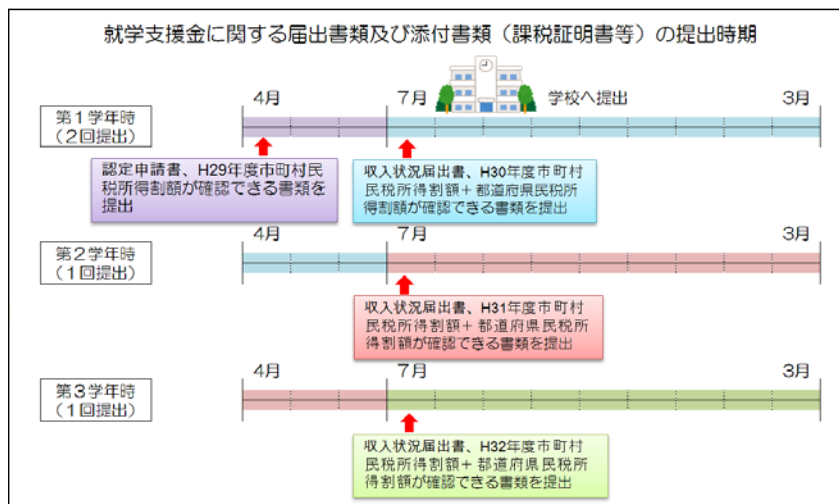 就学支援金に関する届出書類及び添付書類（課税証明書等）の提出時期
4月
7月
学校へ提出
3月
第１学年時
（２回提出）
認定申請書、H29年度市町村民
税所得割額が確認できる書類を
提出
収入状況届出書、H30年度市町村
民税所得割額＋都道府県民税所
得割額が確認できる書類を提出
4月
7月
3月
第２学年時
（１回提出）
収入状況届出書、H31年度市町村
民税所得割額＋都道府県民税所
得割額が確認できる書類を提出
4月
7月
3月
第３学年時
（１回提出）
収入状況届出書、H32年度市町村
民税所得割額＋都道府県民税所
得割額が確認できる書類を提出